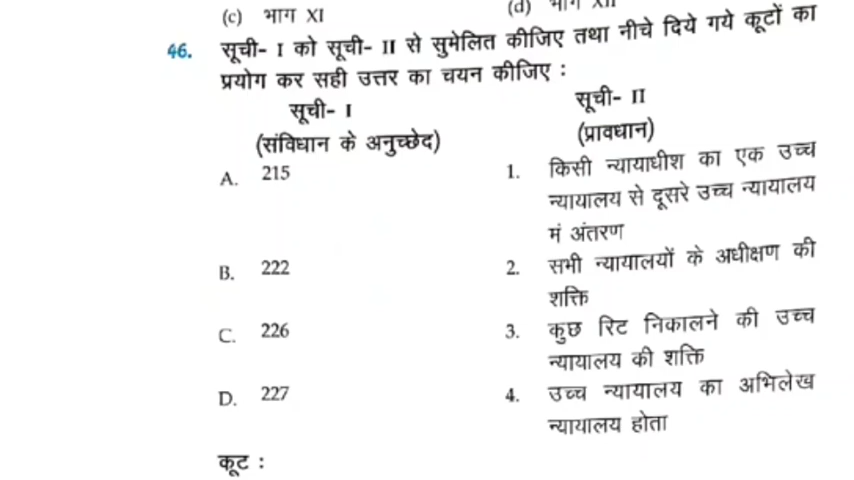 (c) भाग XI
(d) भाग XII
46. सूची- I को सूची- II से सुमेलित कीजिए तथा नीचे दिये गये कूटों का
प्रयोग कर सही उत्तर का चयन कीजिए :
सूची- I
(संविधान के अनुच्छेद)
सूची- II
(प्रावधान)
A. 215
1. किसी न्यायाधीश का एक उच्च
न्यायालय से दूसरे उच्च न्यायालय
मं अंतरण
B. 222
2. सभी न्यायालयों के अधीक्षण की
शक्ति
C. 226
3. कुछ रिट निकालने की उच्च
न्यायालय की शक्ति
D. 227
4. उच्च न्यायालय का अभिलेख
न्यायालय होता
कूट :